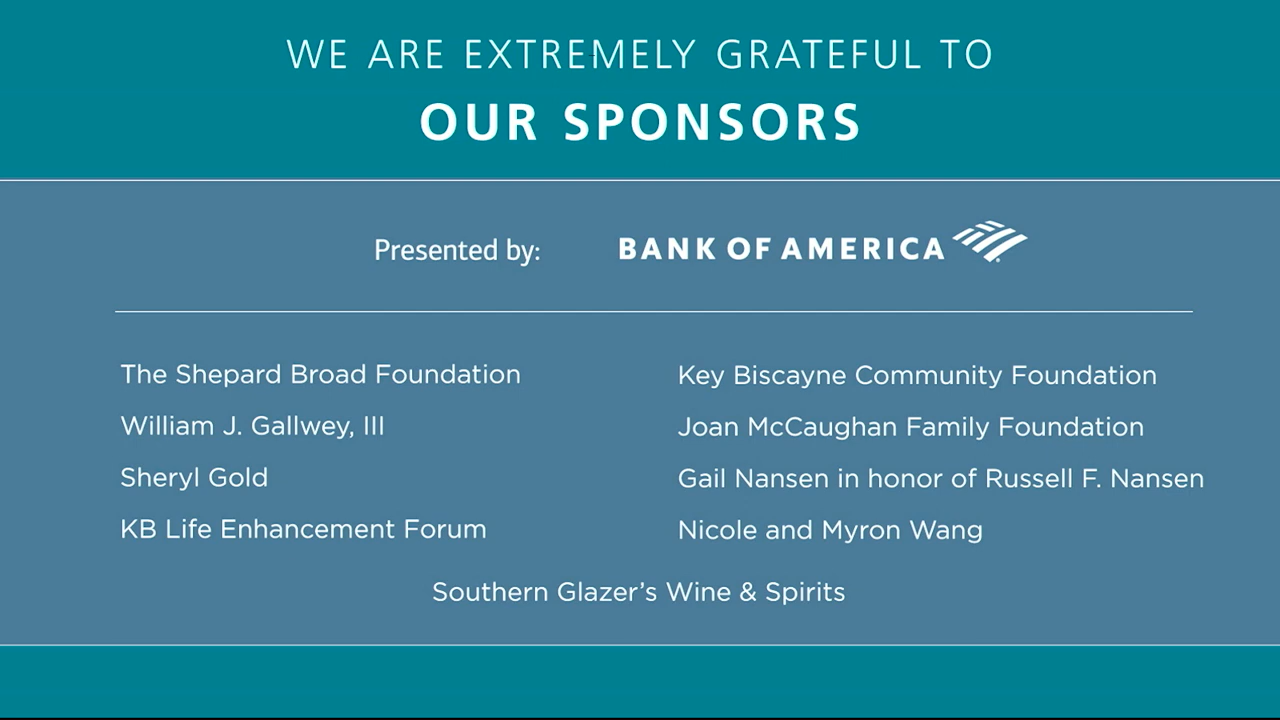 WE ARE EXTREMELY GRATEFUL TO
OUR SPONSORS
Presented by: BANK OF AMERICA
The Shepard Broad Foundation
William J. Gallwey, III
Sheryl Gold
KB Life Enhancement Forum
Key Biscayne Community Foundation
Joan McCaughan Family Foundation
Gail Nansen in honor of Russell F. Nansen
Nicole and Myron Wang
Southern Glazer’s Wine & Spirits